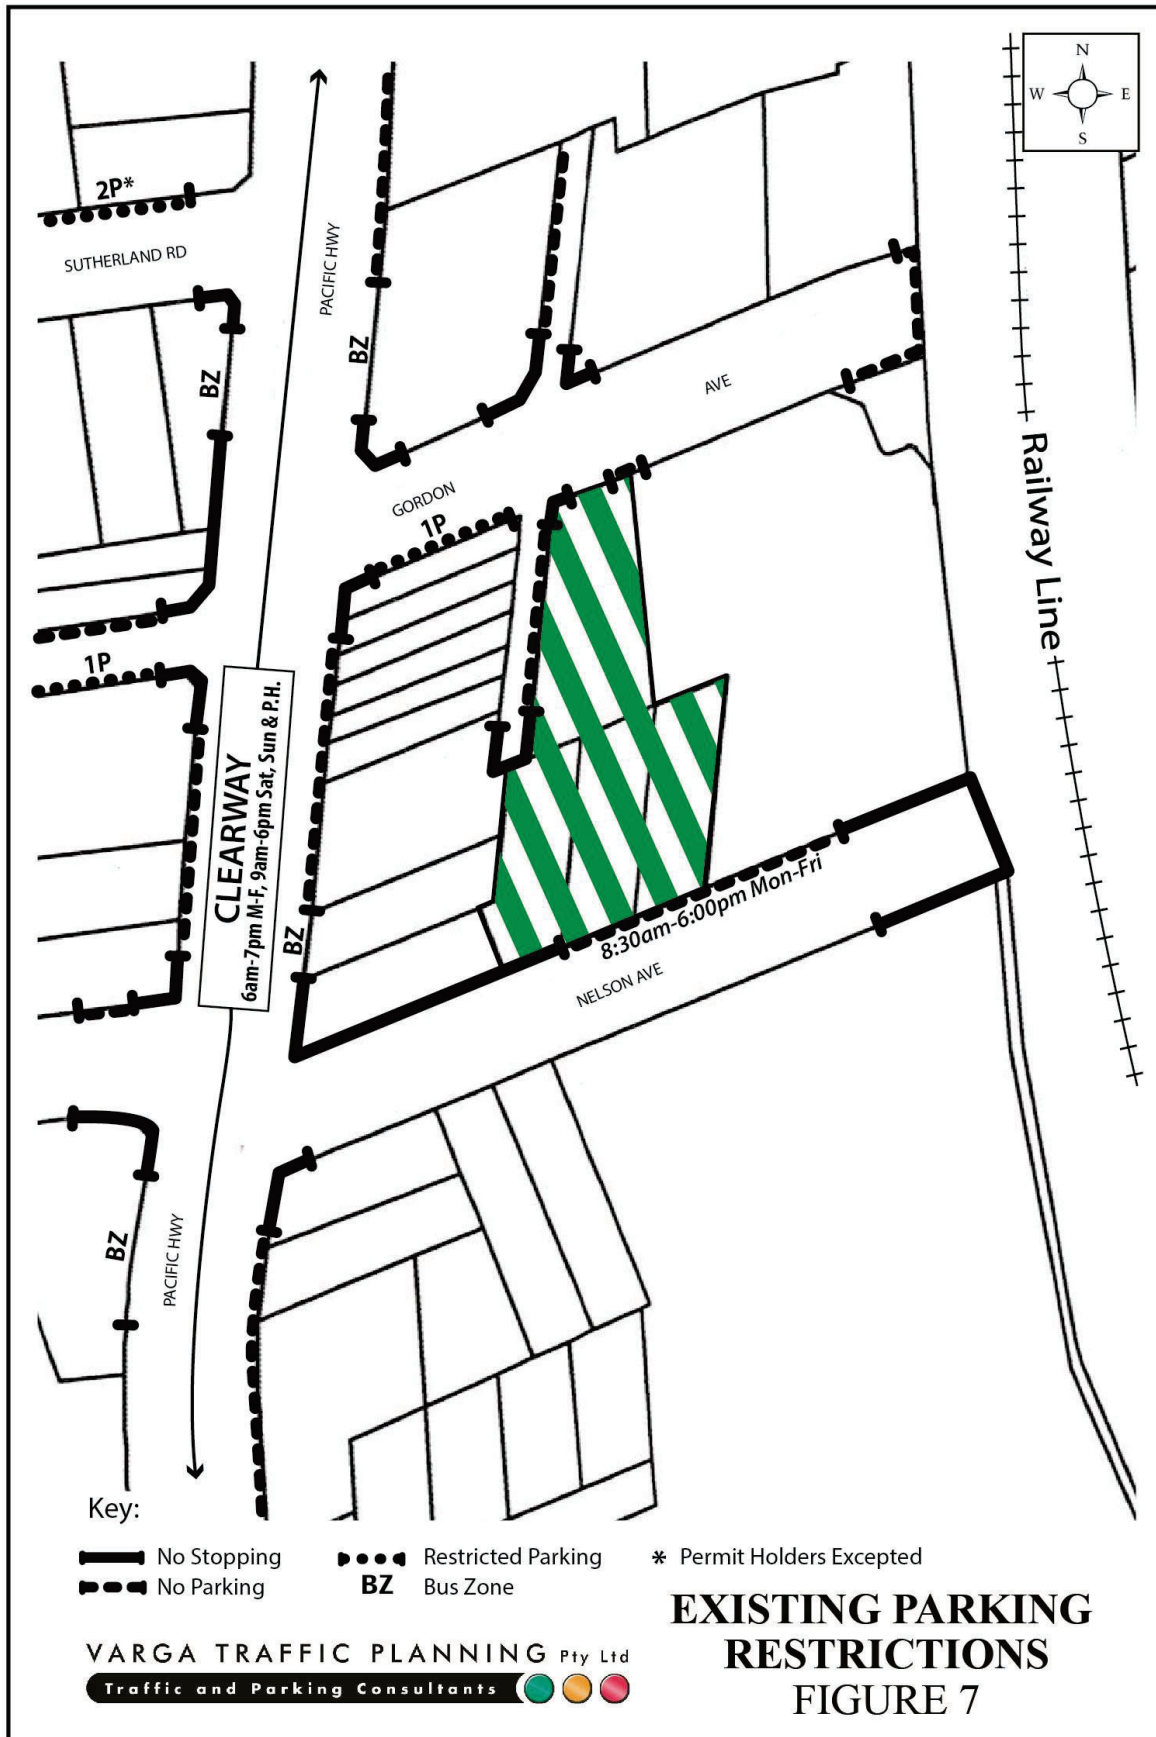 N
W E
S
2P*
SUTHERLAND RD
PACIFIC HWY
BZ
BZ
AVE
GORDON
1P
Railway Line
1P
CLEARWAY
6am-7pm M-F, 9am-6pm Sat, Sun & P.H.
BZ
8:30am-6:00pm Mon-Fri
NELSON AVE
BZ
PACIFIC HWY
Key:
No Stopping
Restricted Parking
* Permit Holders Excepted
No Parking
BZ Bus Zone
EXISTING PARKING
RESTRICTIONS
FIGURE 7
VARGA TRAFFIC PLANNING Pty Ltd
Traffic and Parking Consultants